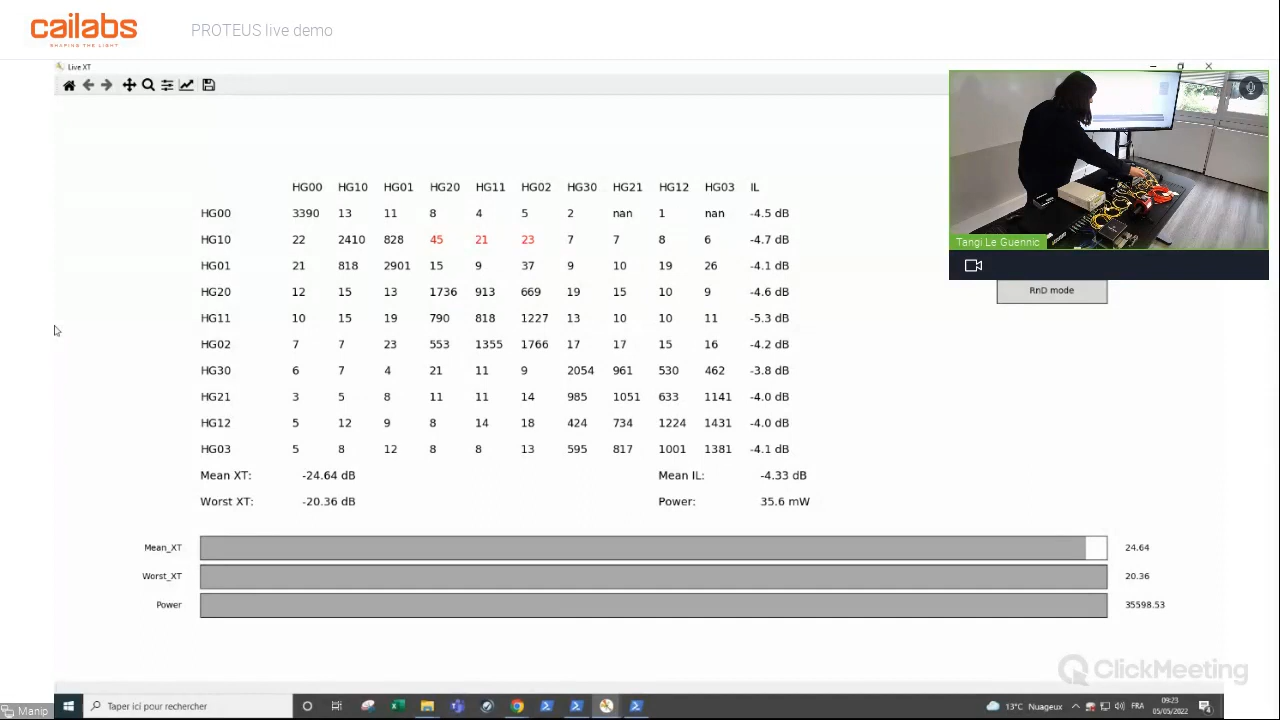 cailabs
SHAPING THE LIGHT
PROTEUS live demo
Live XT
HG00 HG10 HG01 HG20 HG11 HG02 HG30 HG21 HG12 HG03 IL
HG00 3390 13 11 8 4 5 2 nan 1 nan -4.5 dB
HG10 22 2410 828 45 21 23 7 7 8 6 -4.7 dB
HG01 21 818 2901 15 9 37 9 10 19 26 -4.1 dB
HG20 12 15 13 1736 913 669 19 15 10 9 -4.6 dB
HG11 10 15 19 790 818 1227 13 10 10 11 -5.3 dB
HG02 7 7 23 553 1355 1766 17 17 15 16 -4.2 dB
HG30 6 7 4 21 11 9 2054 961 530 462 -3.8 dB
HG21 3 5 8 11 11 14 985 1051 633 1141 -4.0 dB
HG12 5 12 9 8 14 18 424 734 1224 1431 -4.0 dB
HG03 5 8 12 8 8 13 595 817 1001 1381 -4.1 dB
Mean XT: -24.64 dB Mean IL: -4.33 dB
Worst XT: -20.36 dB Power: 35.6 mW
Tangi Le Guennic
RnD mode
Mean_XT 24.64
Worst_XT 20.36
Power 35598.53
ClickMeeting
Manip
Taper ici pour rechercher
13°C Nuageux
FRA
09:23
05/05/2022
4